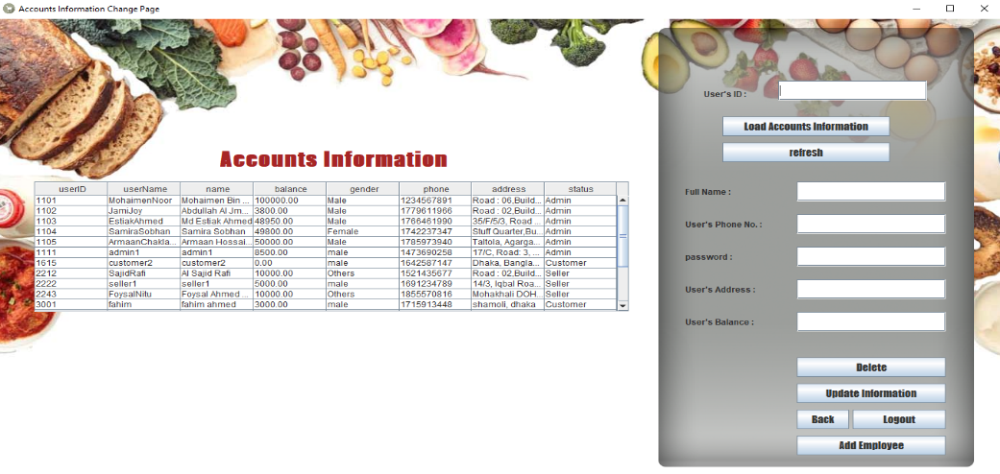 Accounts Information Change Page
User's ID :
Load Accounts Information
refresh
Accounts Information
userID userName name balance gender phone address status
1101 MohaimenNoor Mohaimen Bin ... 100000.00 Male 1234567891 Road : 06,Build... Admin
1102 JamiJoy Abdullah Al Jm... 3800.00 Male 1779611966 Road : 02,Build... Admin
1103 EstiakAhmed Md Estiak Ahmed 48950.00 Male 1766461990 35/F/5/3, Road ... Admin
1104 SamiraSobhan Samira Sobhan 49800.00 Female 1742237347 Stuff Quarter,Bu... Admin
1105 ArmaanChakla... Armaan Hossai... 50000.00 Male 1785973940 Taltola, Agarga... Admin
1111 admin1 admin1 8500.00 male 1473690258 17/C, Road: 3, ... Admin
1615 customer2 customer2 0.00 male 1642587147 Dhaka, Bangla... Customer
2212 SajidRafi Al Sajid Rafi 10000.00 Others 1521435677 Road : 02,Build... Seller
2222 seller1 seller1 5000.00 male 1691234789 14/3, Iqbal Roa... Seller
2243 FoysalNitu Foysal Ahmed ... 10000.00 Others 1855570816 Mohakhali DOH... Seller
3001 fahim fahim ahmed 3000.00 male 1715913448 shamoli, dhaka Customer
Full Name :
User's Phone No. :
password :
User's Address :
User's Balance :
Delete
Update Information
Back Logout
Add Employee